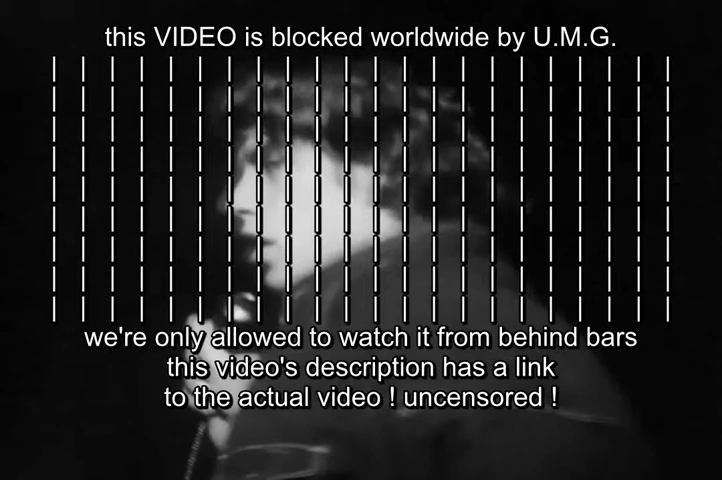 this VIDEO is blocked worldwide by U.M.G.
we're only allowed to watch it from behind bars
this video's description has a link
to the actual video ! uncensored !